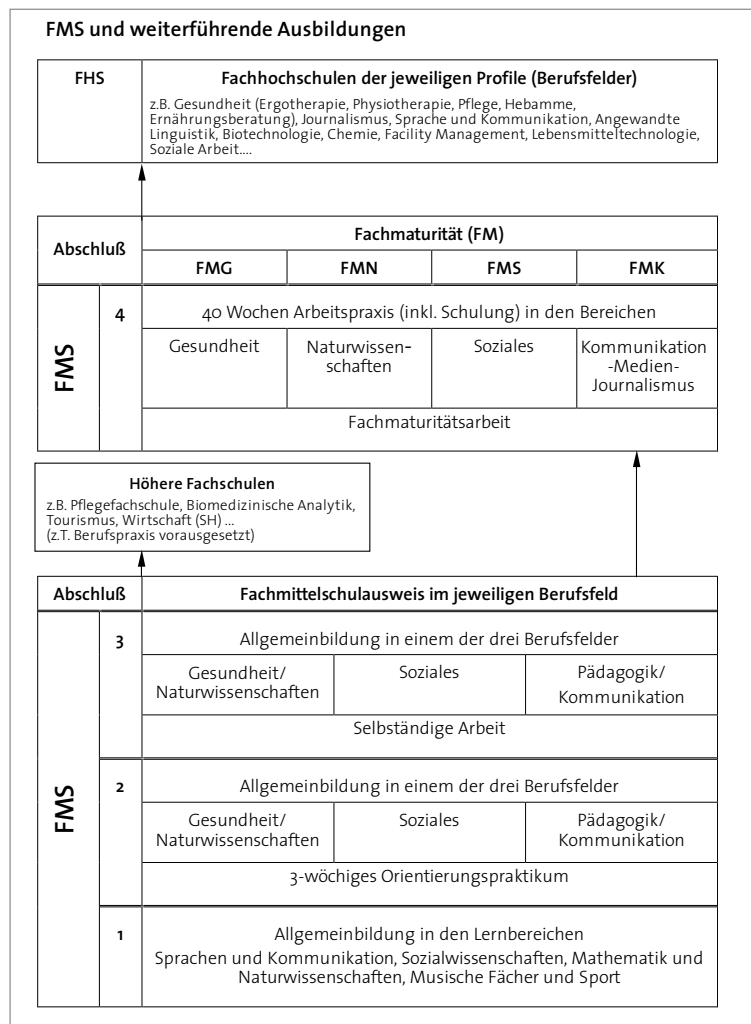 FMS und weiterführende Ausbildungen
FHS
Fachhochschulen der jeweiligen Profile (Berufsfelder)
z.B. Gesundheit (Ergotherapie, Physiotherapie, Pflege, Hebamme,
Ernährungsberatung), Journalismus, Sprache und Kommunikation, Angewandte
Linguistik, Biotechnologie, Chemie, Facility Management, Lebensmitteltechnologie,
Soziale Arbeit....
Abschluß
Fachmaturität (FM)
FMG
FMN
FMS
FMK
FMS
4
40 Wochen Arbeitspraxis (inkl. Schulung) in den Bereichen
Gesundheit
Naturwissen-
schaften
Soziales
Kommunikation
-Medien-
Journalismus
Fachmaturitätsarbeit
Höhere Fachschulen
z.B. Pflegefachschule, Biomedizinische Analytik,
Tourismus, Wirtschaft (SH) ...
(z.T. Berufspraxis vorausgesetzt)
Abschluß
Fachmittelschulausweis im jeweiligen Berufsfeld
FMS
3
Allgemeinbildung in einem der drei Berufsfelder
Gesundheit/
Naturwissenschaften
Soziales
Pädagogik/
Kommunikation
Selbständige Arbeit
2
Allgemeinbildung in einem der drei Berufsfelder
Gesundheit/
Naturwissenschaften
Soziales
Pädagogik/
Kommunikation
3-wöchiges Orientierungspraktikum
1
Allgemeinbildung in den Lernbereichen
Sprachen und Kommunikation, Sozialwissenschaften, Mathematik und
Naturwissenschaften, Musische Fächer und Sport